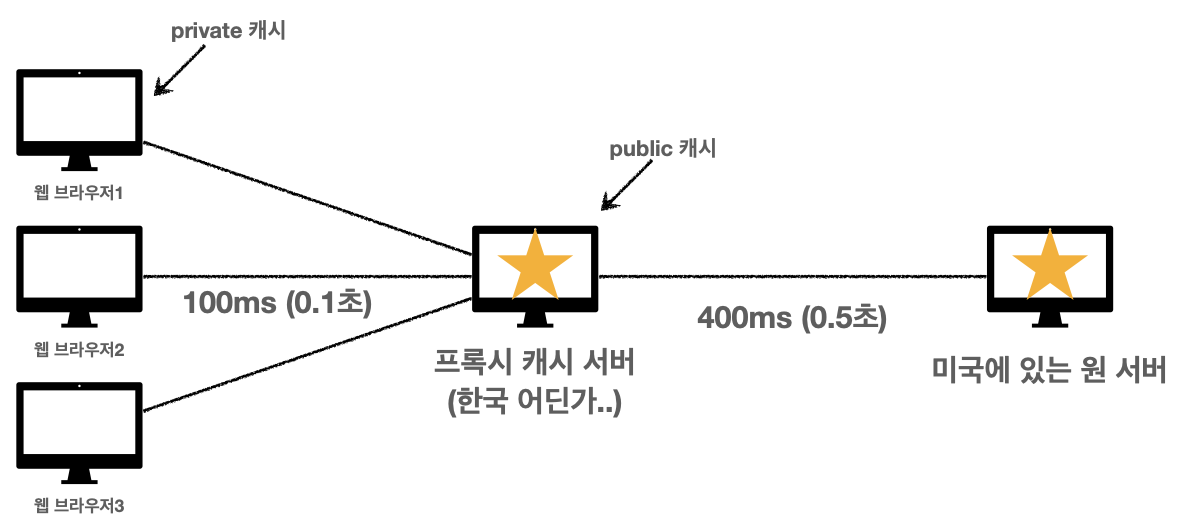 private 캐시
웹 브라우저1
public 캐시
100ms (0.1초)
웹 브라우저2
400ms (0.5초)
프록시 캐시 서버
(한국 어딘가..)
미국에 있는 원 서버
웹 브라우저3